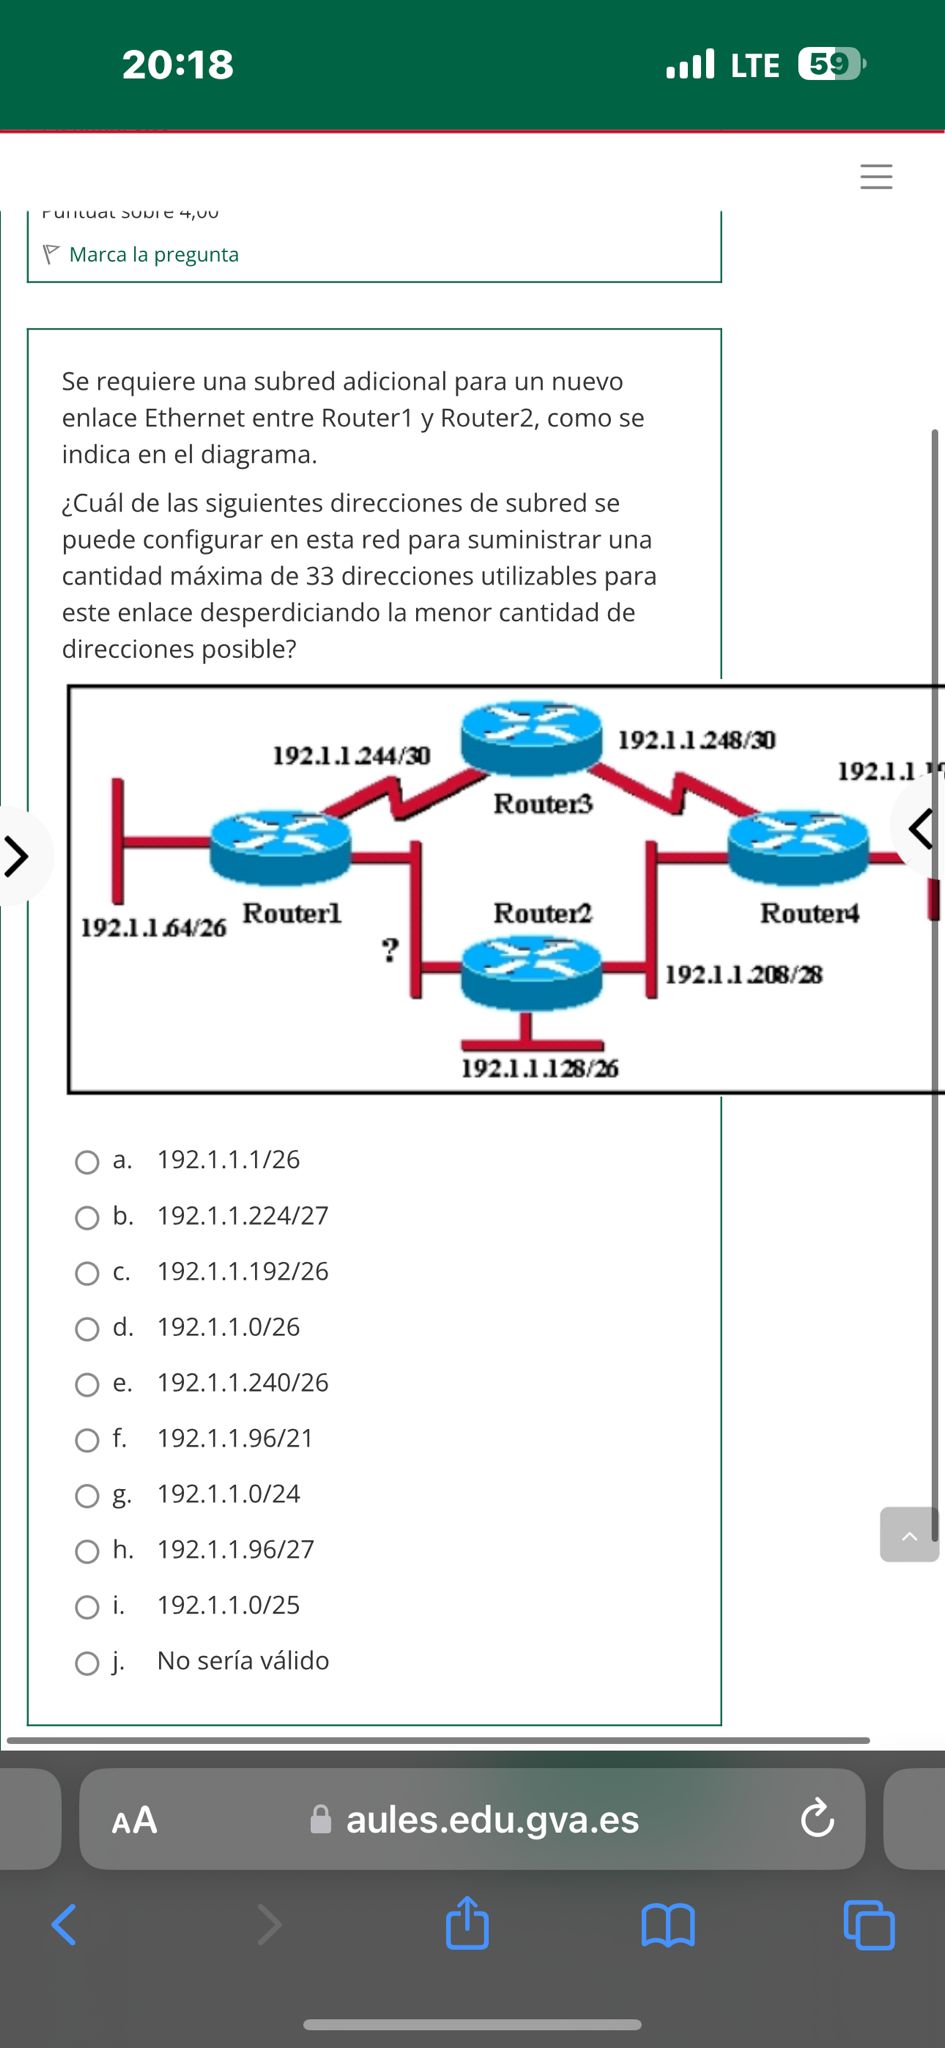 20:18
LTE 59
Puntúat sobre 4,00
Marca la pregunta
Se requiere una subred adicional para un nuevo
enlace Ethernet entre Router1 y Router2, como se
indica en el diagrama.
¿Cuál de las siguientes direcciones de subred se
puede configurar en esta red para suministrar una
cantidad máxima de 33 direcciones utilizables para
este enlace desperdiciando la menor cantidad de
direcciones posible?
192.1.1.244/30
192.1.1.248/30
192.1.1
Router3
Router1
Router2
Router4
192.1.1.64/26
?
192.1.1.208/28
192.1.1.128/26
a. 192.1.1.1/26
b. 192.1.1.224/27
c. 192.1.1.192/26
d. 192.1.1.0/26
e. 192.1.1.240/26
f. 192.1.1.96/21
g. 192.1.1.0/24
h. 192.1.1.96/27
i. 192.1.1.0/25
j. No sería válido
AA aules.edu.gva.es